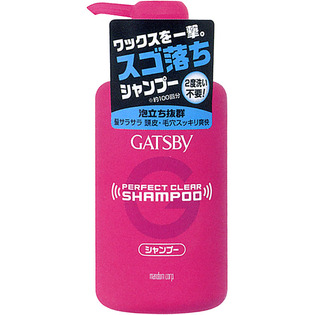 ワックスを一撃。
スゴ落ち
シャンプー
※約100回分
2度洗い
不要!
泡立ち抜群
髪サラサラ 頭皮・毛穴スッキリ爽快
GATSBY
PERFECT CLEAR
SHAMPOO
シャンプー
mandom corp.